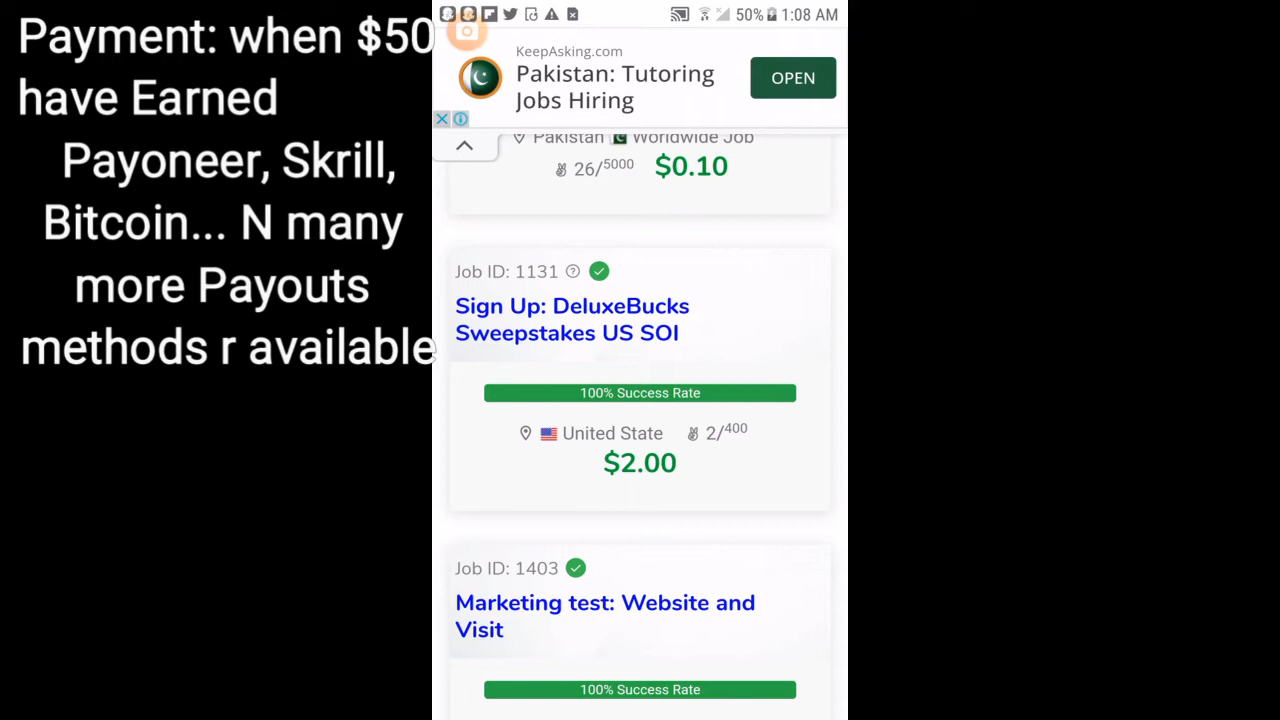 Payment: when $50
have Earned
Payoneer, Skrill,
Bitcoin... N many
more Payouts
methods r available
50% 1:08 AM
KeepAsking.com
Pakistan: Tutoring
Jobs Hiring
OPEN
Pakistan Worldwide Job
26/5000 $0.10
Job ID: 1131
Sign Up: DeluxeBucks
Sweepstakes US SOI
100% Success Rate
United State 2/400
$2.00
Job ID: 1403
Marketing test: Website and
Visit
100% Success Rate